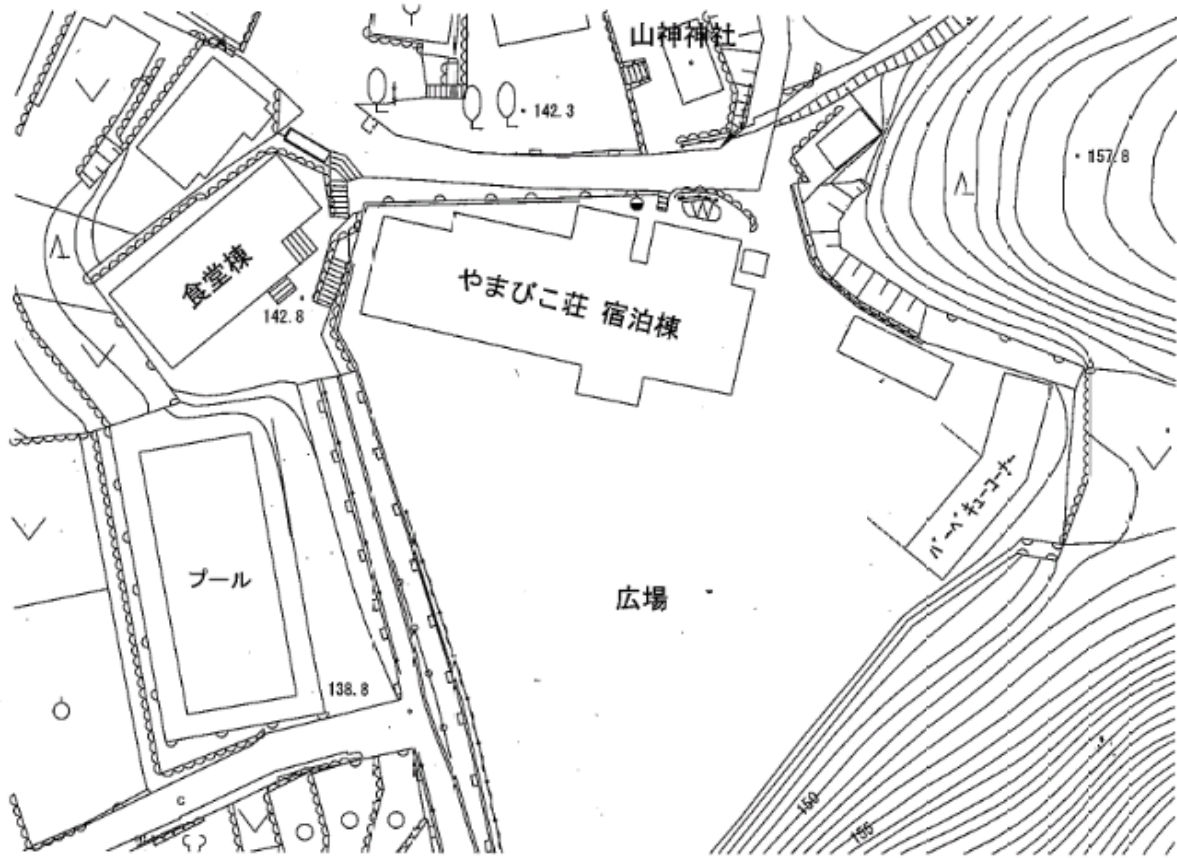 山神神社
142.3
157.8
食堂棟
やまびこ荘 宿泊棟
142.8
バーベキューコーナー
プール
広場
138.8
150
155